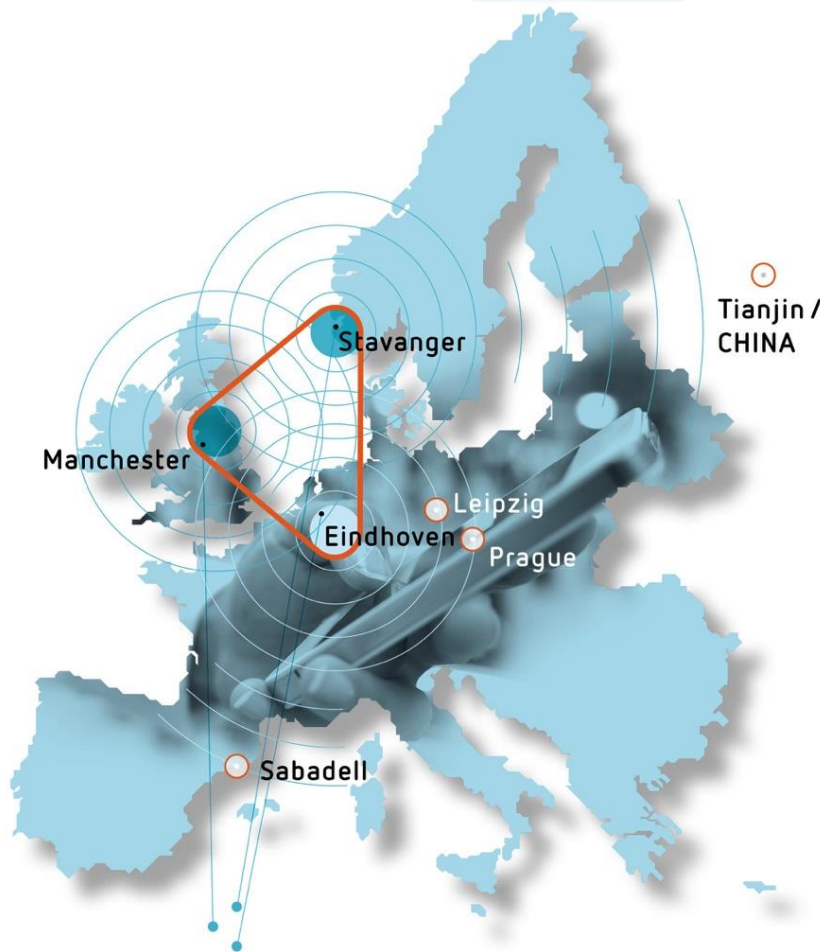 Tianjin /
CHINA
Stavanger
Manchester
Leipzig
Eindhoven
Prague
Sabadell